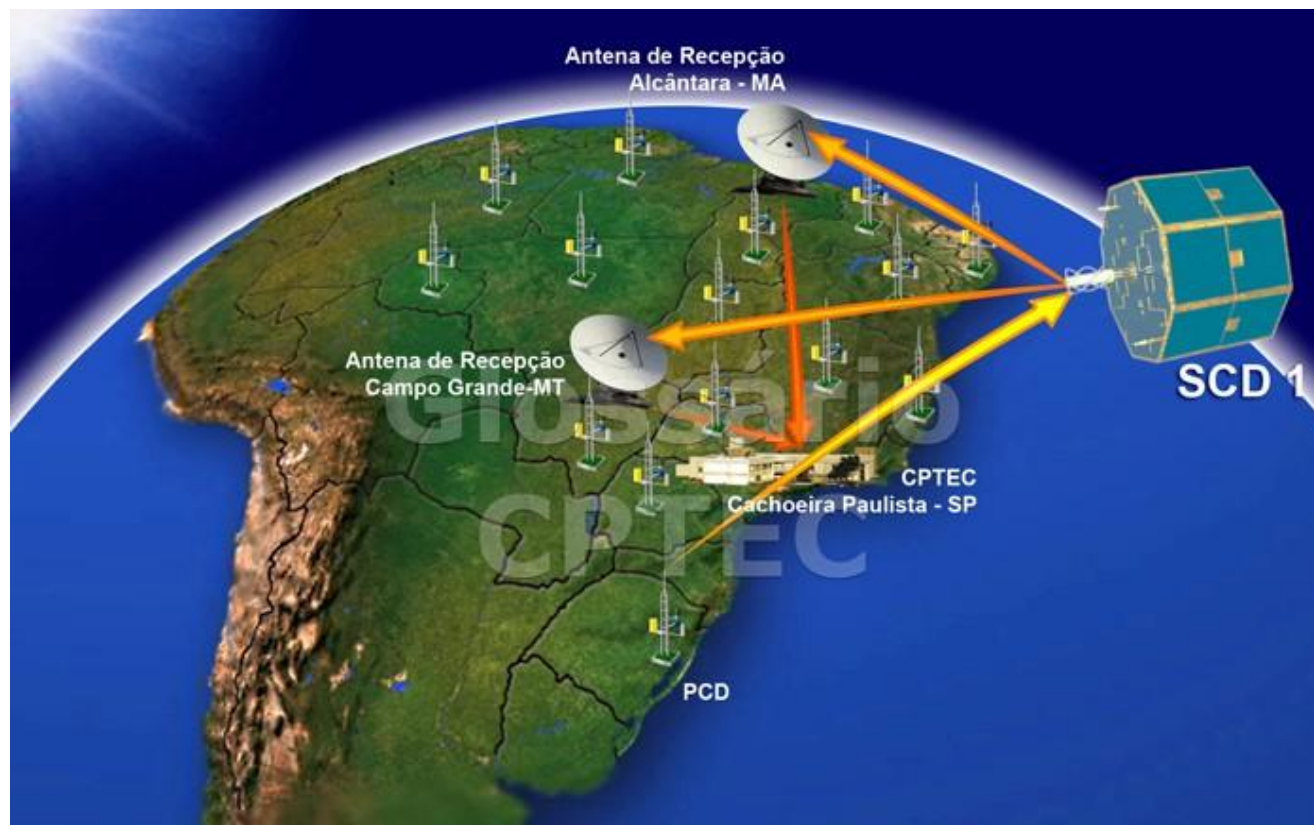 Antena de Recepção
Alcântara - MA
Antena de Recepção
Campo Grande-MT
SCD 1
Glossário
CPTEC
CPTEC
Cachoeira Paulista - SP
PCD